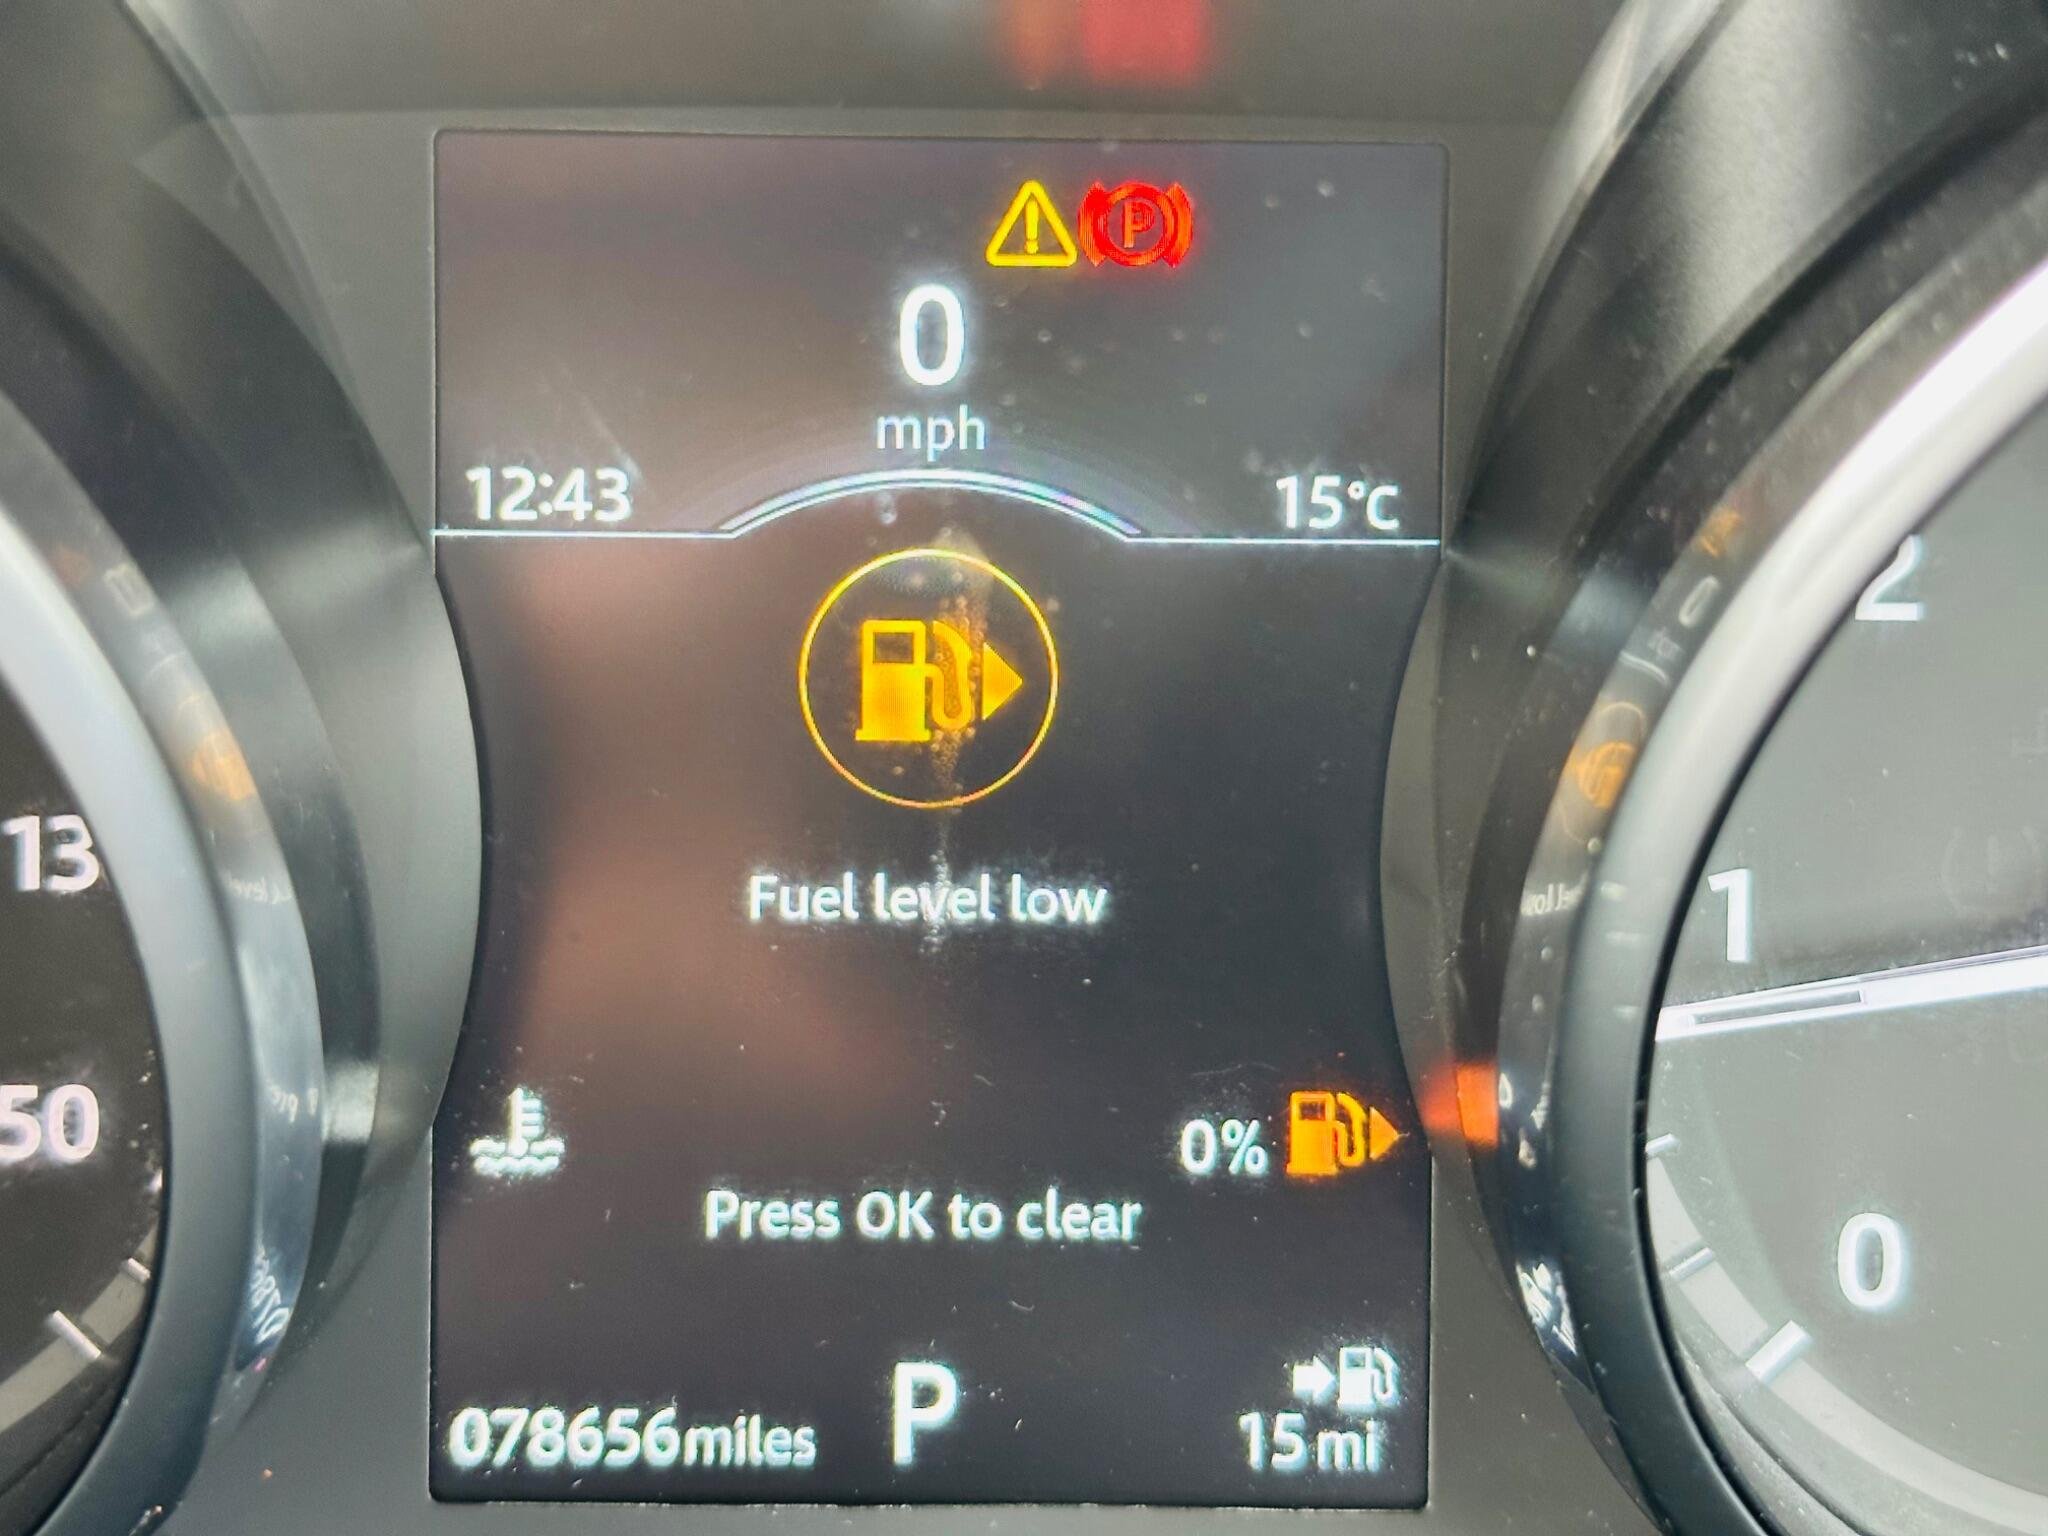 0
mph
12:43
15°C
Fuel level low
0%
Press OK to clear
078656miles
P
15 mi
13
50
2
1
0